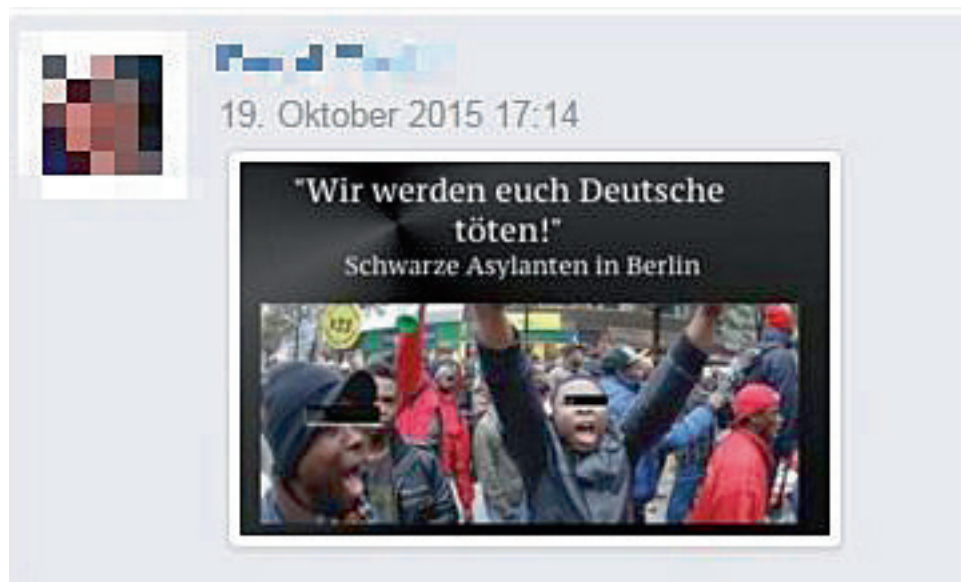 19. Oktober 2015 17:14
"Wir werden euch Deutsche
töten!"
Schwarze Asylanten in Berlin